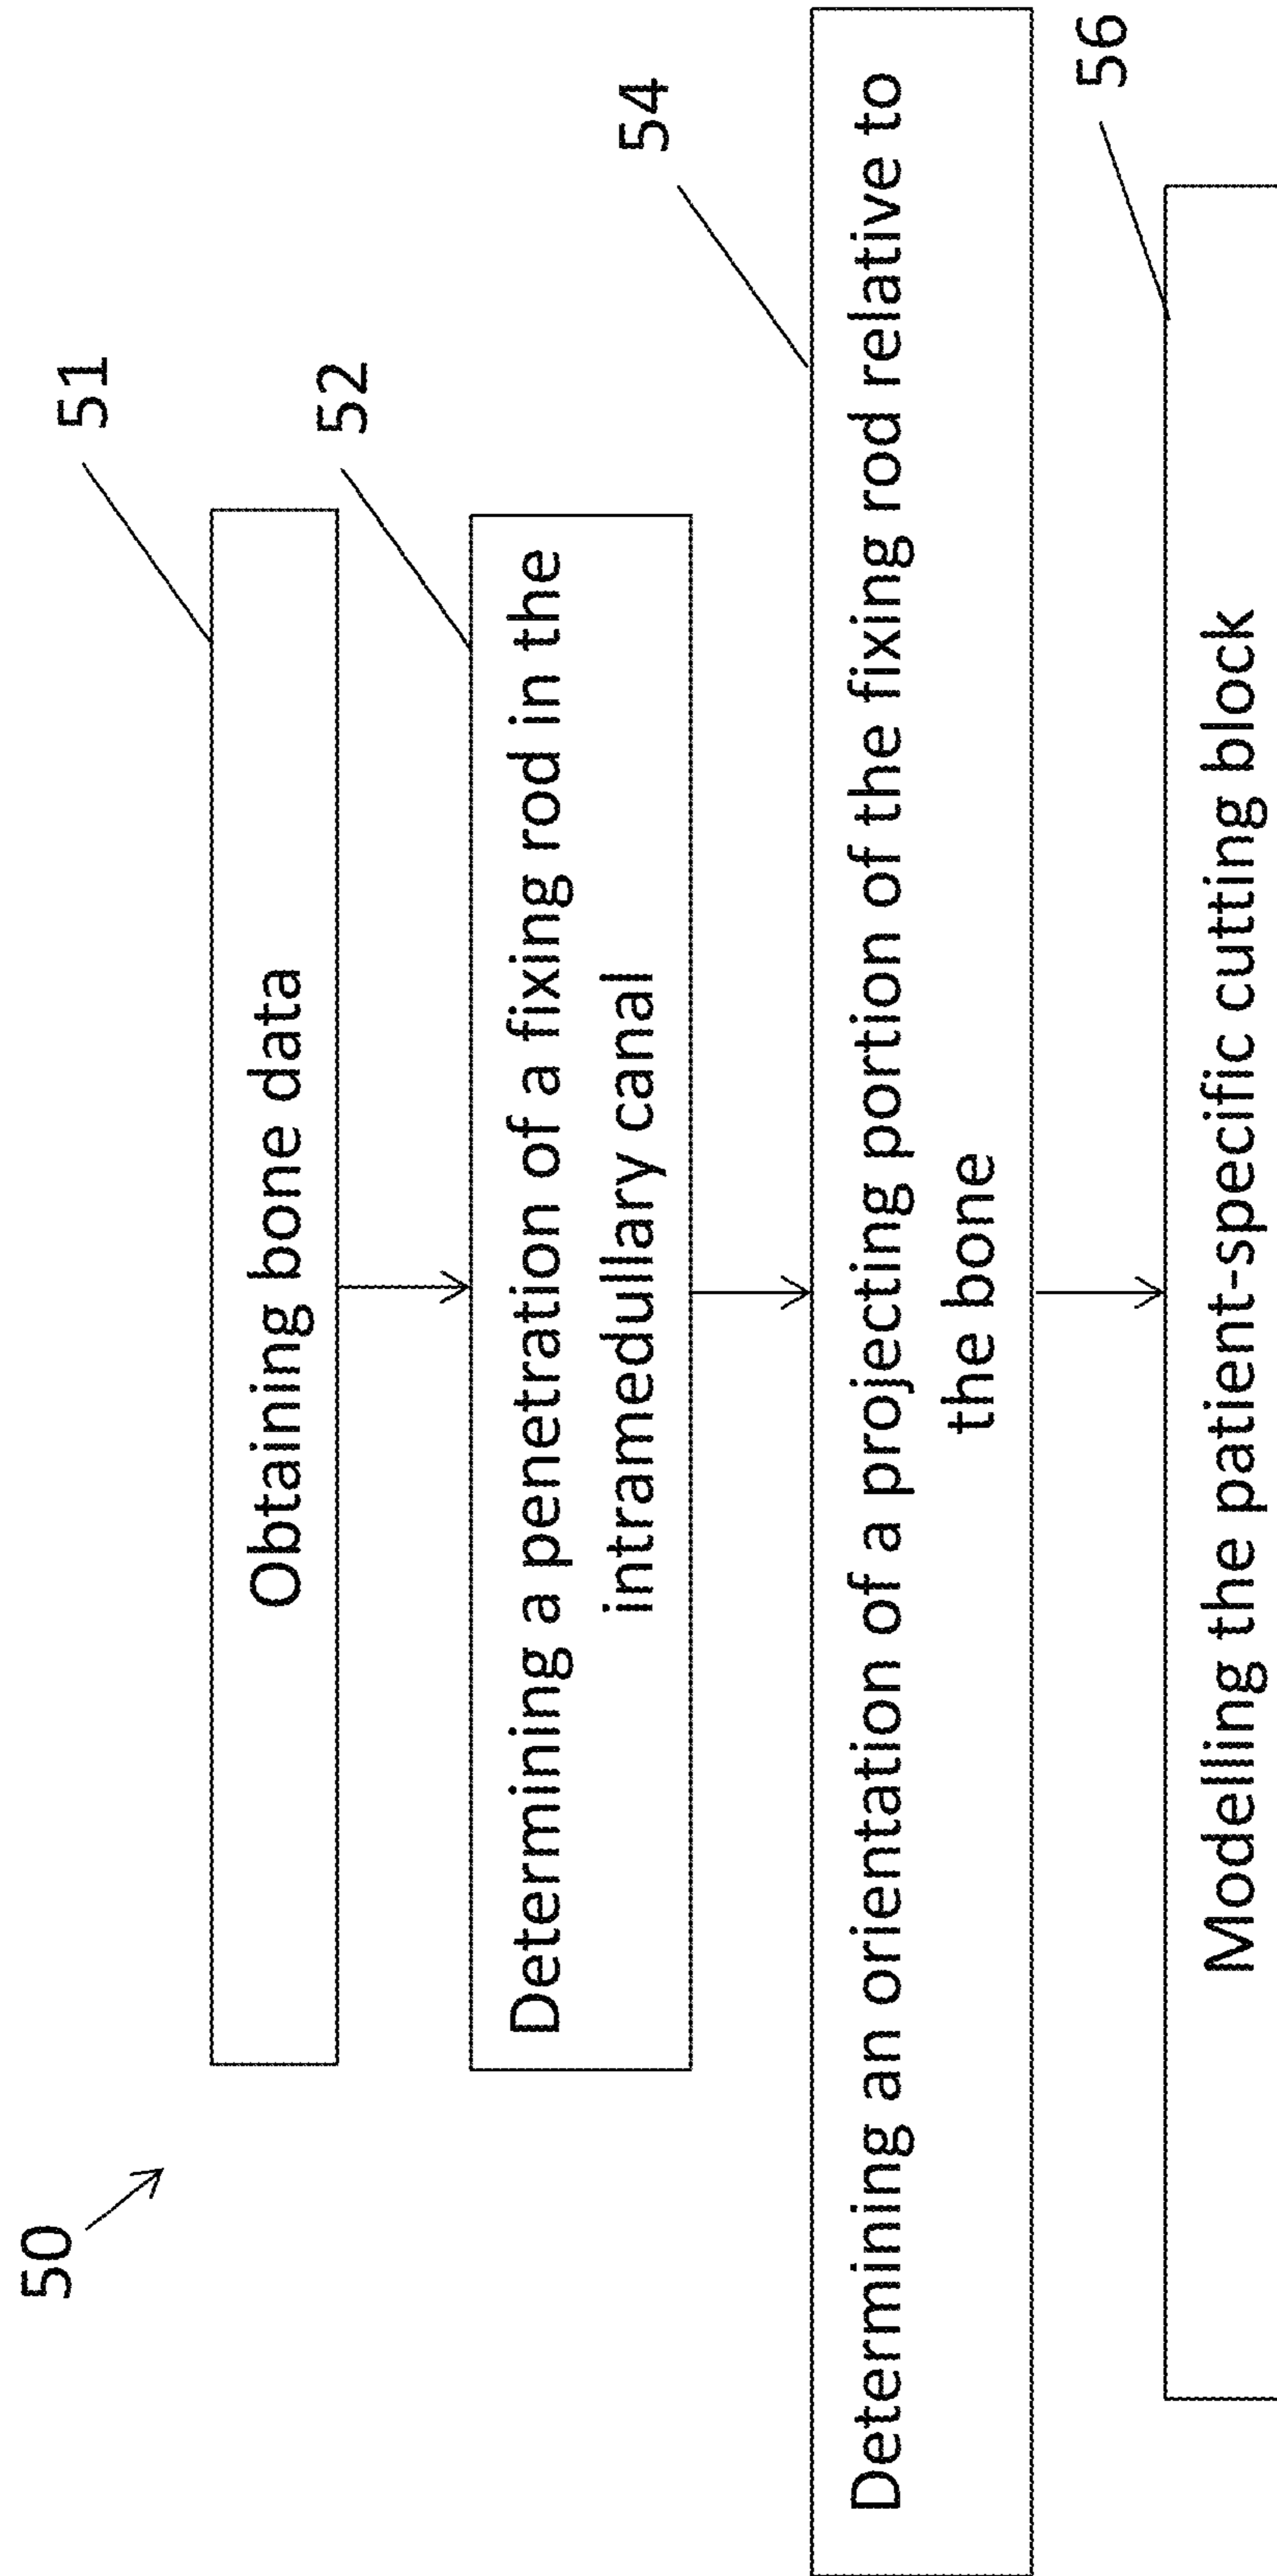 50
51
Obtaining bone data
52
Determining a penetration of a fixing rod in the
intramedullary canal
54
Determining an orientation of a projecting portion of the fixing rod relative to
the bone
56
Modelling the patient-specific cutting block